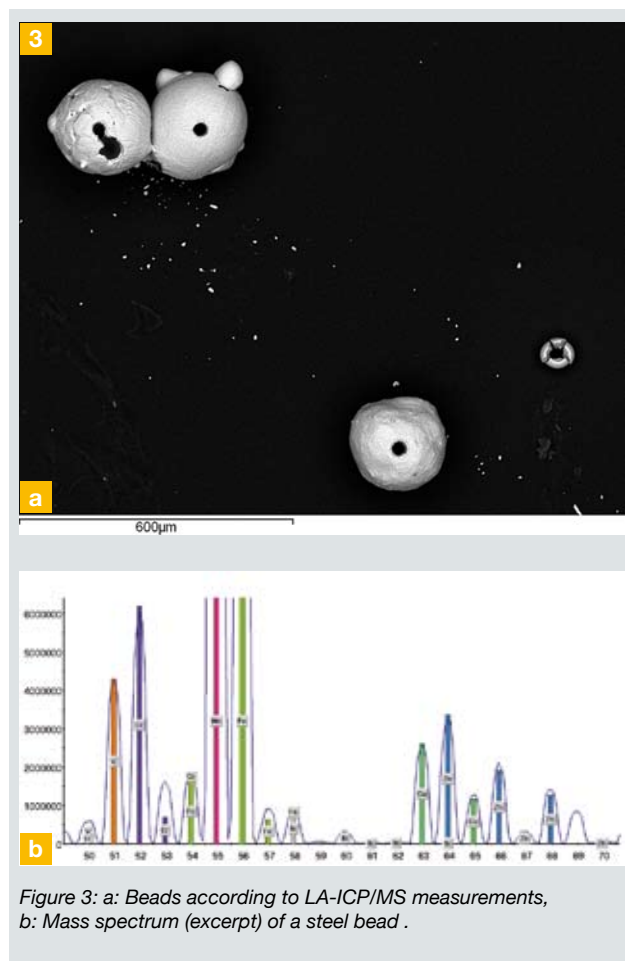 3
a
600µm
6000000
5000000
4000000
3000000
2000000
1000000
0
50 51 52 53 54 55 56 57 58 59 60 61 62 63 64 65 66 67 68 69 70
b
Figure 3: a: Beads according to LA-ICP/MS measurements,
b: Mass spectrum (excerpt) of a steel bead .